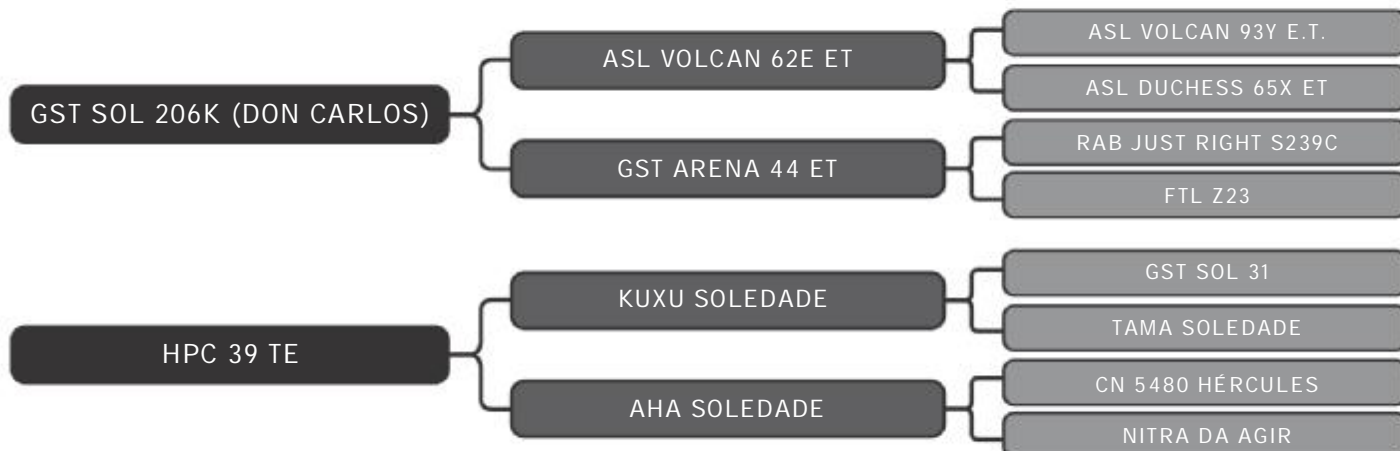 GST SOL 206K (DON CARLOS)
ASL VOLCAN 62E ET
ASL VOLCAN 93Y E.T.
ASL DUCHESS 65X ET
GST ARENA 44 ET
RAB JUST RIGHT S239C
FTL Z23
HPC 39 TE
KUXU SOLEDADE
GST SOL 31
TAMA SOLEDADE
AHA SOLEDADE
CN 5480 HÉRCULES
NITRA DA AGIR